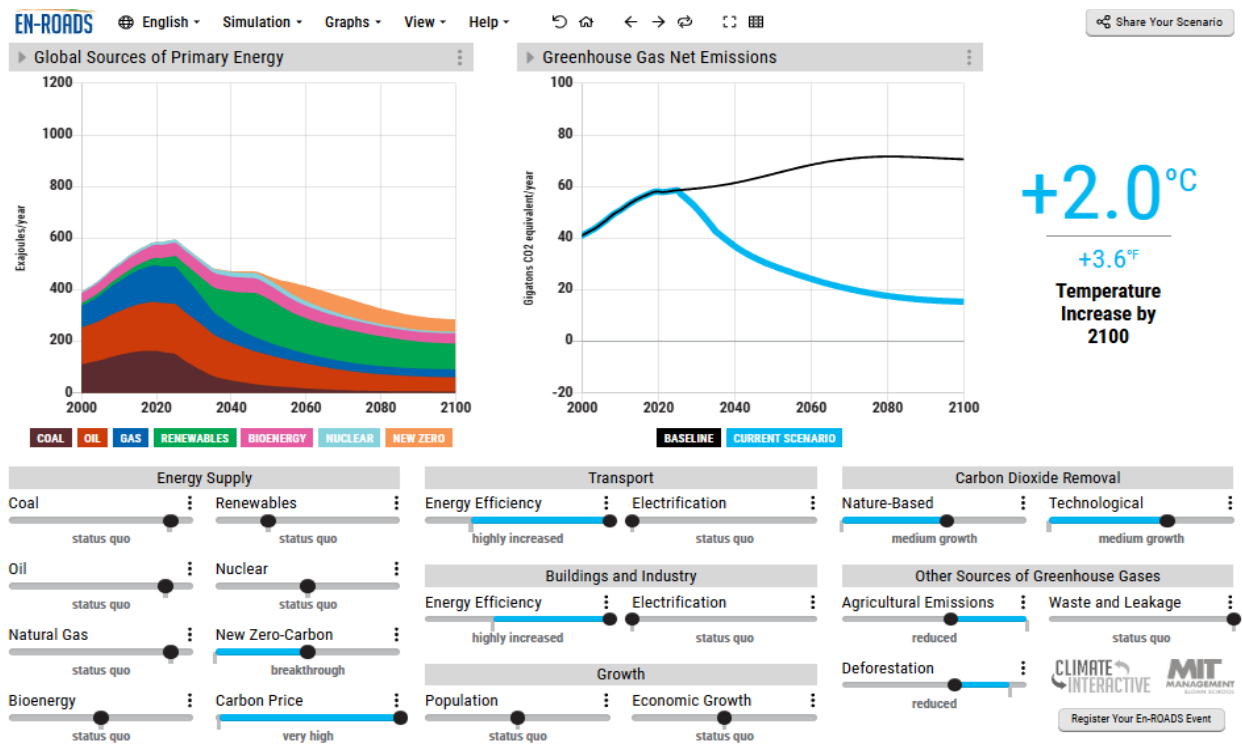 EN-ROADS English Simulation Graphs View Help Share Your Scenario
Global Sources of Primary Energy
1200
1000
800
600
400
200
0
Exajoules/year
2000 2020 2040 2060 2080 2100
COAL OIL GAS RENEWABLES BIOENERGY NUCLEAR NEW ZERO
Greenhouse Gas Net Emissions
100
80
60
40
20
0
-20
Gigatons CO2 equivalent/year
2000 2020 2040 2060 2080 2100
BASELINE CURRENT SCENARIO
+2.0°C
+3.6°F
Temperature
Increase by
2100
Energy Supply
Coal
status quo
Renewables
status quo
Oil
status quo
Nuclear
status quo
Natural Gas
status quo
New Zero-Carbon
breakthrough
Bioenergy
status quo
Carbon Price
very high
Transport
Energy Efficiency
highly increased
Electrification
status quo
Buildings and Industry
Energy Efficiency
highly increased
Electrification
status quo
Growth
Population
status quo
Economic Growth
status quo
Carbon Dioxide Removal
Nature-Based
medium growth
Technological
medium growth
Other Sources of Greenhouse Gases
Agricultural Emissions
reduced
Waste and Leakage
status quo
Deforestation
reduced
CLIMATE
INTERACTIVE
MIT
MANAGEMENT
SLOAN SCHOOL
Register Your En-ROADS Event